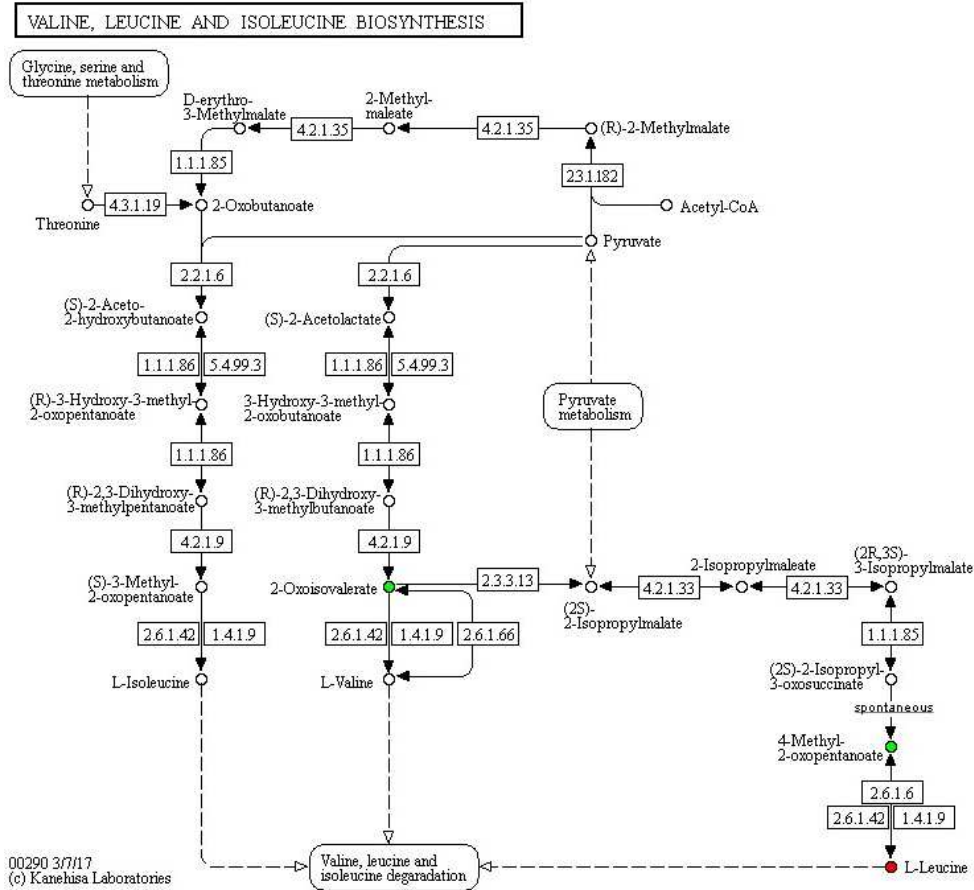 VALINE, LEUCINE AND ISOLEUCINE BIOSYNTHESIS
Glycine, serine and
threonine metabolism
D-erythro-
3-Methylmalate
4.2.1.35
2-Methyl-
maleate
4.2.1.35
(R)-2-Methylmalate
1.1.1.85
2.3.1.182
Threonine
4.3.1.19
2-Oxobutanoate
Acetyl-CoA
Pyruvate
2.2.1.6
2.2.1.6
(S)-2-Aceto-
2-hydroxybutanoate
(S)-2-Acetolactate
1.1.1.86
5.4.99.3
1.1.1.86
5.4.99.3
(R)-3-Hydroxy-3-methyl-
2-oxopentanoate
3-Hydroxy-3-methyl-
2-oxobutanoate
Pyruvate
metabolism
1.1.1.86
1.1.1.86
(R)-2,3-Dihydroxy-
3-methylpentanoate
(R)-2,3-Dihydroxy-
3-methylbutanoate
4.2.1.9
4.2.1.9
(S)-3-Methyl-
2-oxopentanoate
2-Oxoisovalerate
2.3.3.13
(2S)-
2-Isopropylmalate
4.2.1.33
2-Isopropylmaleate
4.2.1.33
(2R,3S)-
3-Isopropylmalate
2.6.1.42
1.4.1.9
2.6.1.42
1.4.1.9
2.6.1.66
1.1.1.85
L-Isoleucine
L-Valine
(2S)-2-Isopropyl-
3-oxosuccinate
spontaneous
4-Methyl-
2-oxopentanoate
2.6.1.6
2.6.1.42
1.4.1.9
L-Leucine
Valine, leucine and
isoleucine degradation
00290 3/7/17
(c) Kanehisa Laboratories